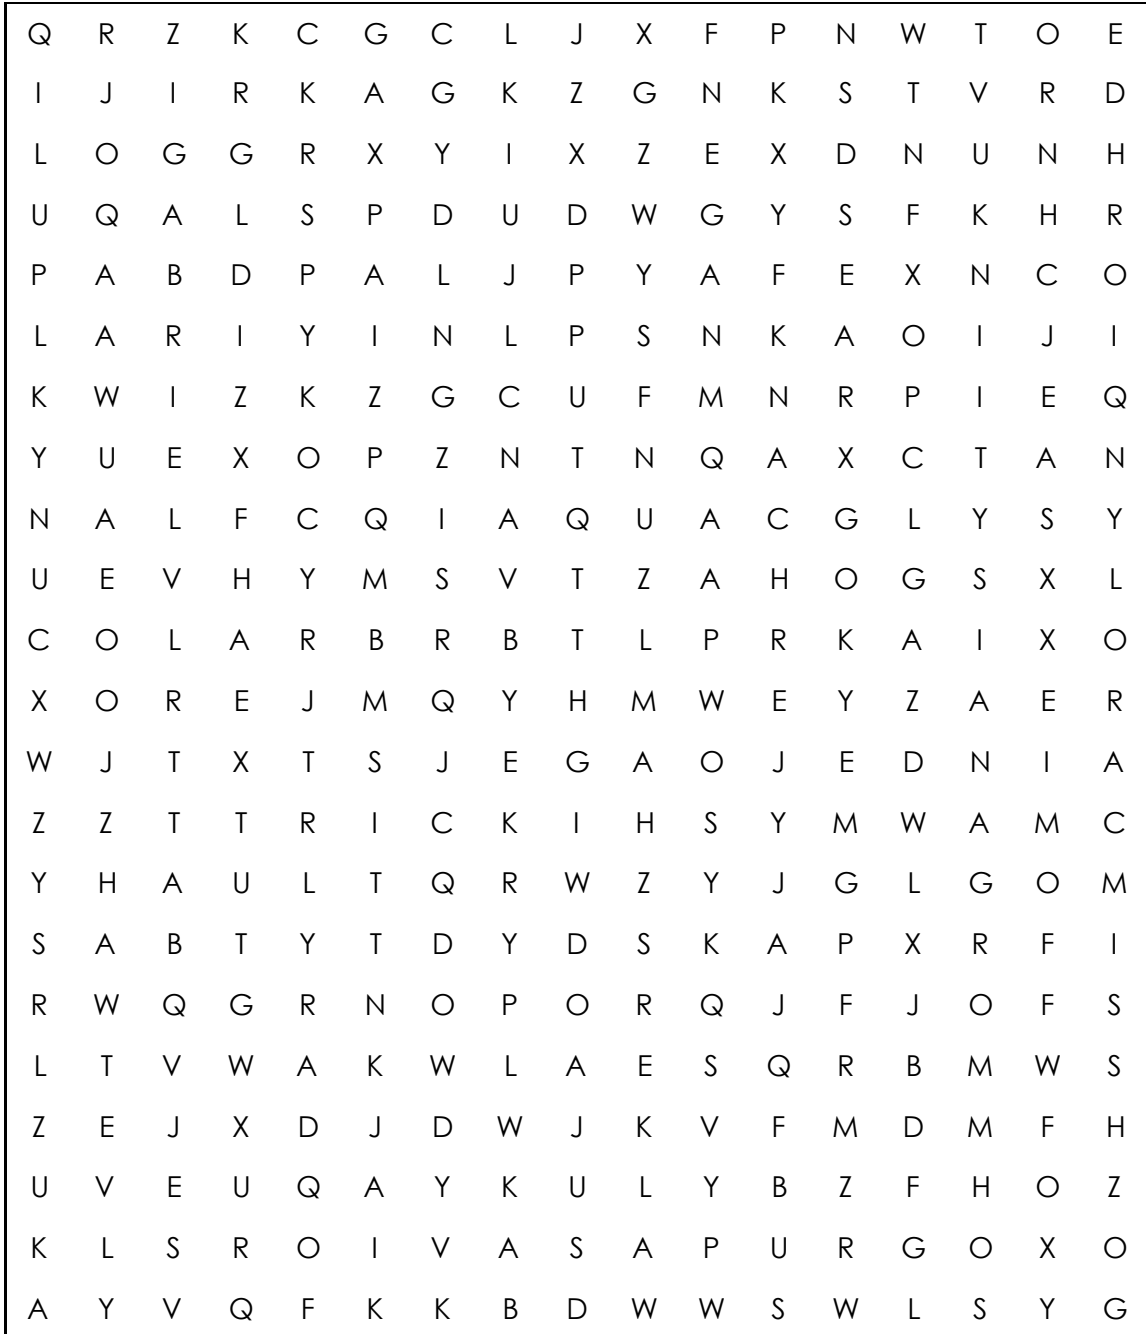 Q R Z K C G C L J X F P N W T O E
I J I R K A G K Z G N K S T V R D
L O G G R X Y I X Z E X D N U N H
U Q A L S P D U D W G Y S F K H R
P A B D P A L J P Y A F E X N C O
L A R I Y I N L P S N K A O I J I
K W I Z K Z G C U F M N R P I E Q
Y U E X O P Z N T N Q A X C T A N
N A L F C Q I A Q U A C G L Y S Y
U E V H Y M S V T Z A H O G S X L
C O L A R B R B T L P R K A I X O
X O R E J M Q Y H M W E Y Z A E R
W J T X T S J E G A O J E D N I A
Z Z T T R I C K I H S Y M W A M C
Y H A U L T Q R W Z Y J G L G O M
S A B T Y T D Y D S K A P X R F I
R W Q G R N O P O R Q J F J O F S
L T V W A K W L A E S Q R B M W S
Z E J X D J D W J K V F M D M F H
U V E U Q A Y K U L Y B Z F H O Z
K L S R O I V A S A P U R G O X O
A Y V Q F K K B D W W S W L S Y G